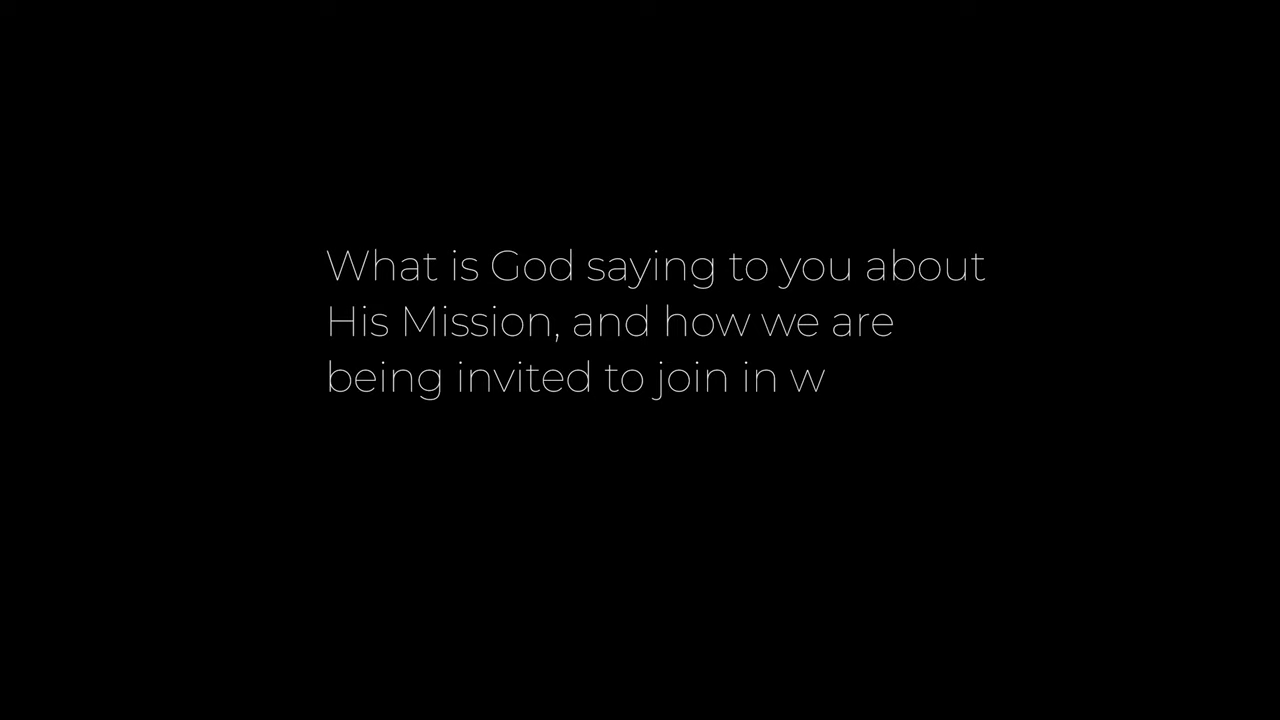 What is God saying to you about
His Mission, and how we are
being invited to join in w